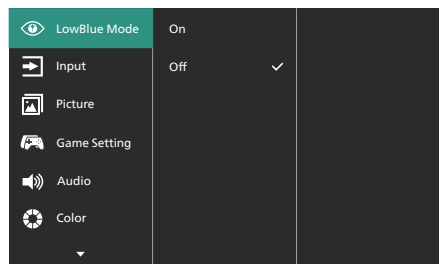 LowBlue Mode
On
Input
Off
Picture
Game Setting
Audio
Color